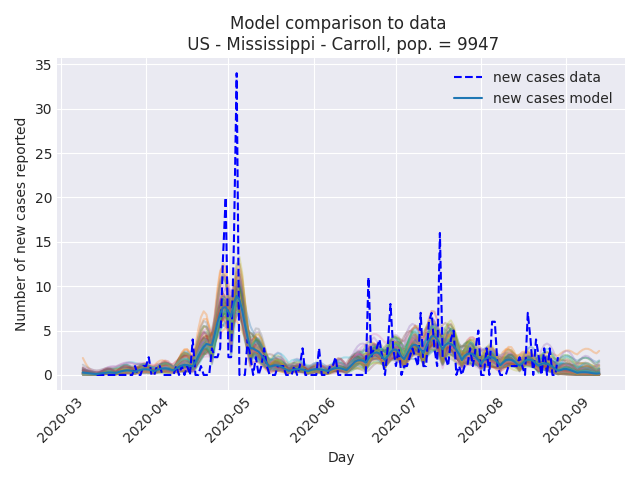 Model comparison to data
US - Mississippi - Carroll, pop. = 9947
new cases data
new cases model
Number of new cases reported
35
30
25
20
15
10
5
0
2020-03
2020-04
2020-05
2020-06
2020-07
2020-08
2020-09
Day